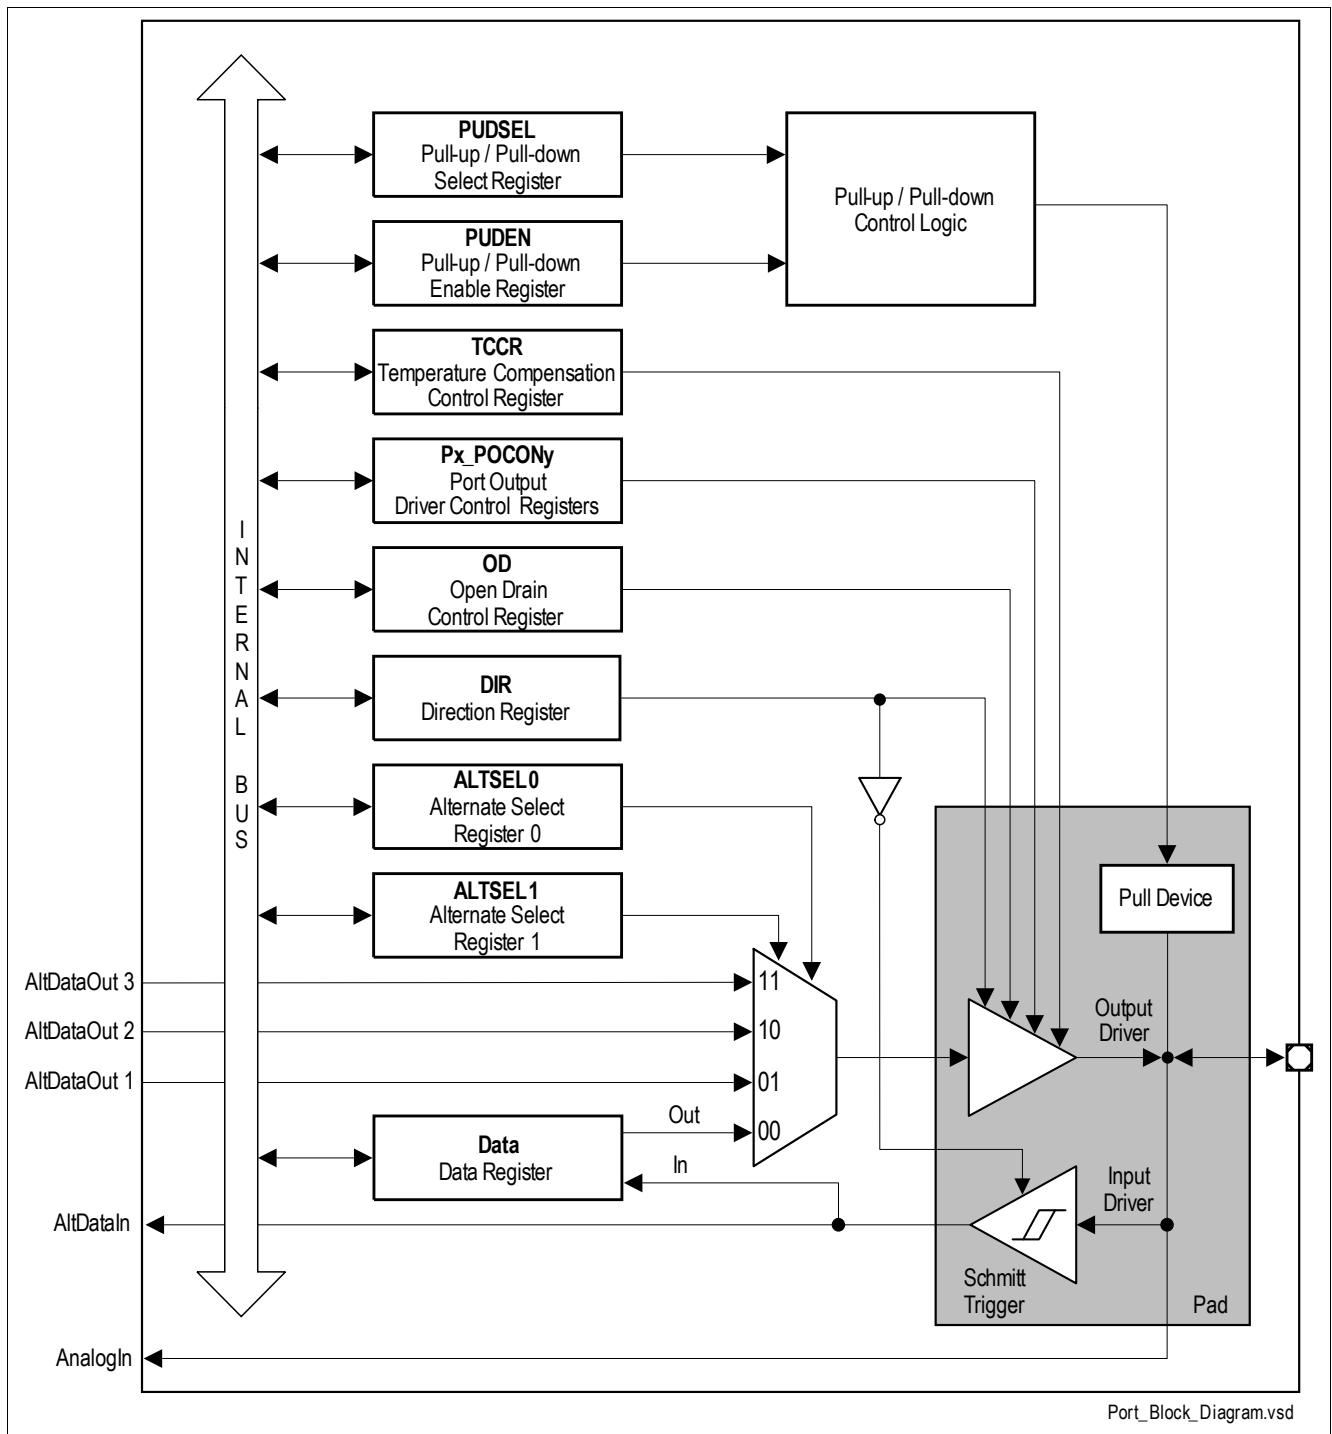 PUDSEL
Pull-up / Pull-down
Select Register
Pull-up / Pull-down
Control Logic
PUDEN
Pull-up / Pull-down
Enable Register
TCCR
Temperature Compensation
Control Register
Px_POCONy
Port Output
Driver Control Registers
INTERNAL BUS
OD
Open Drain
Control Register
DIR
Direction Register
ALTSEL0
Alternate Select
Register 0
ALTSEL1
Alternate Select
Register 1
Pull Device
AltDataOut 3
11
AltDataOut 2
10
Output
Driver
AltDataOut 1
01
Out
00
Data
Data Register
In
Input
Driver
AltDataIn
Schmitt
Trigger
Pad
AnalogIn
Port_Block_Diagram.vsd